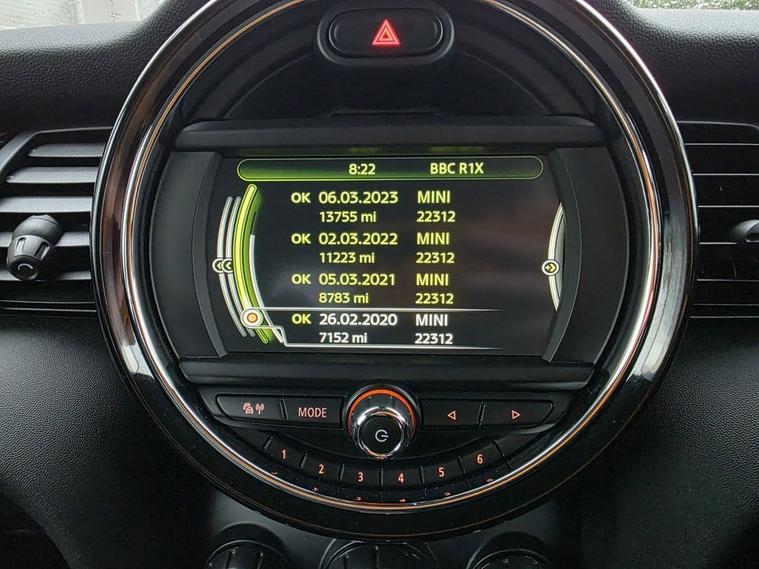 8:22 BBC R1X
OK 06.03.2023 MINI
13755 mi 22312
OK 02.03.2022 MINI
11223 mi 22312
OK 05.03.2021 MINI
8783 mi 22312
OK 26.02.2020 MINI
7152 mi 22312
MODE
1 2 3 4 5 6